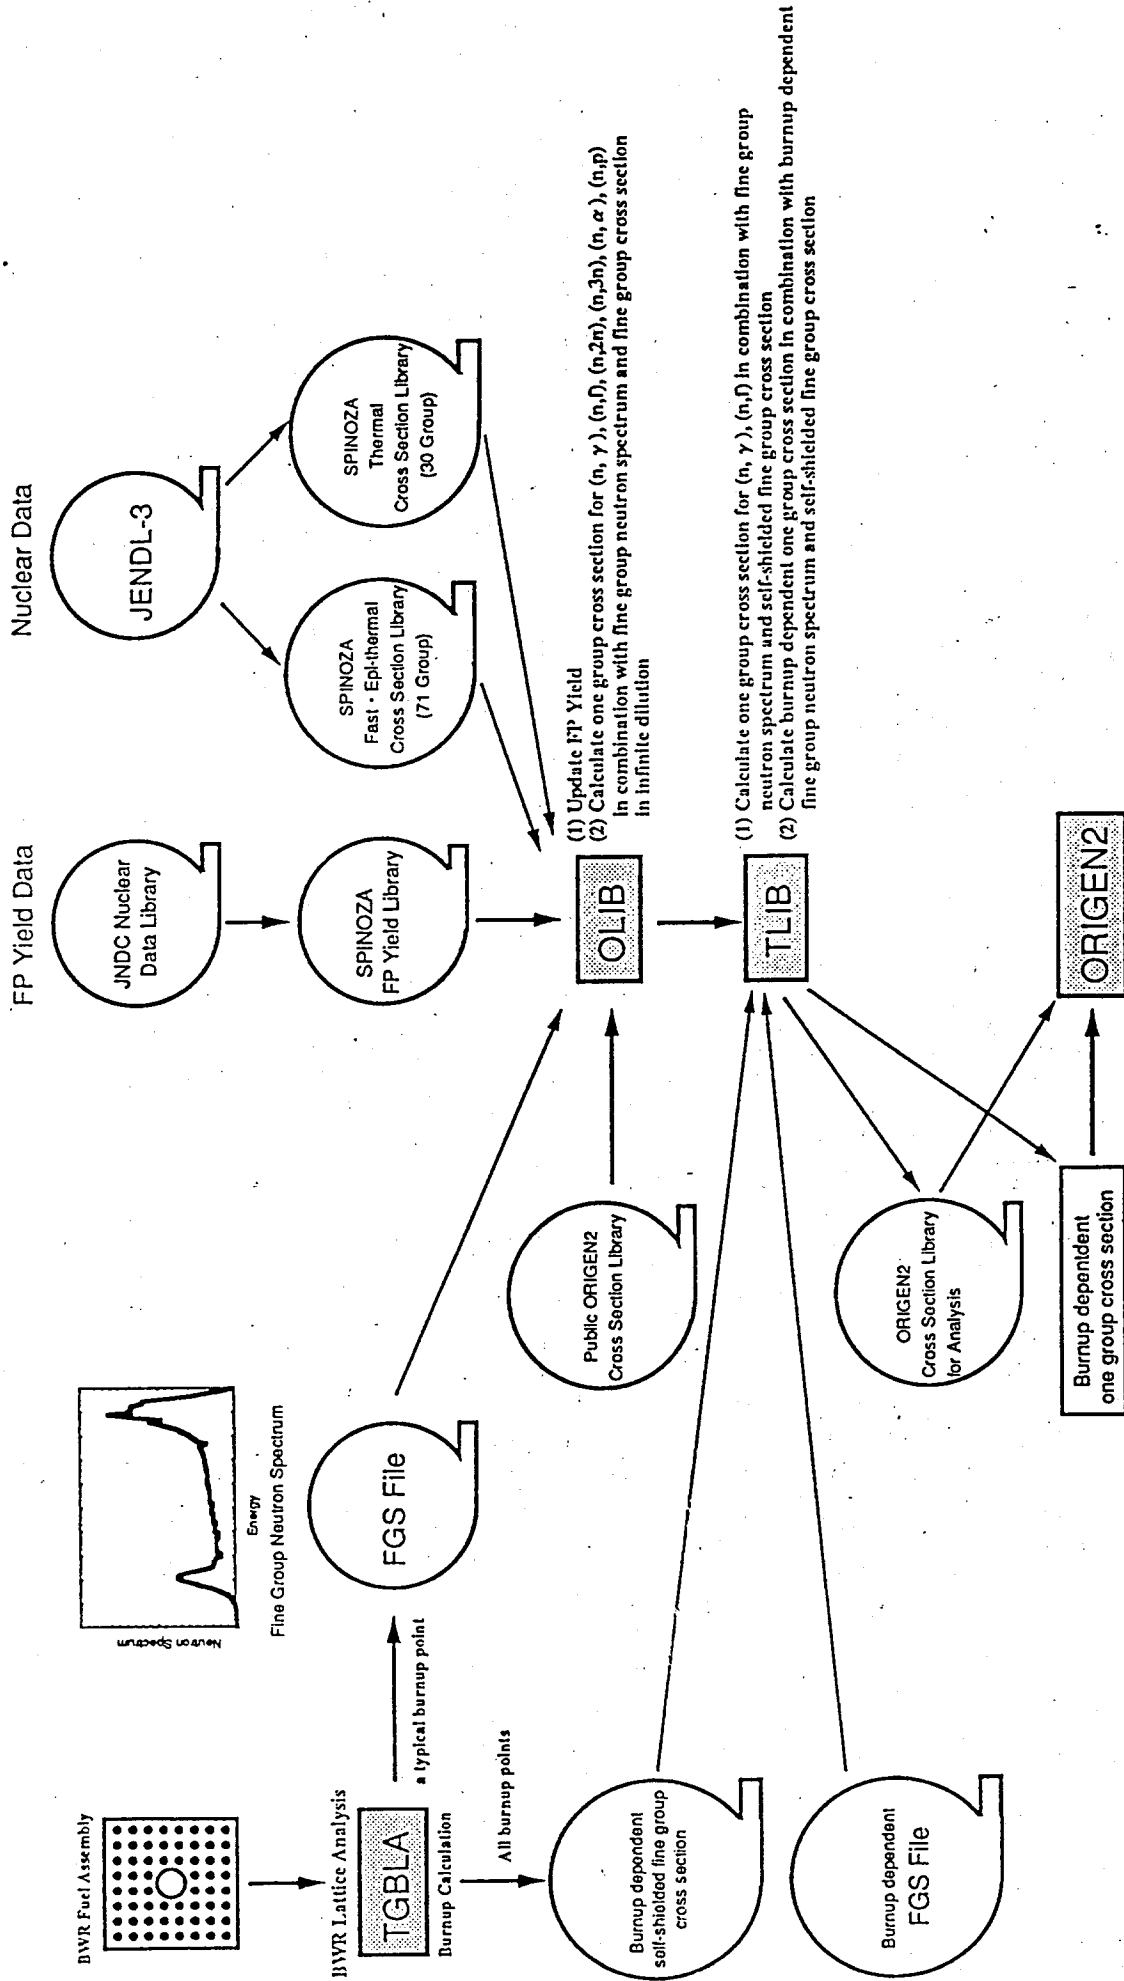 BWR Fuel Assembly
Neutron Spectrum
Energy
Fine Group Neutron Spectrum
FP Yield Data
Nuclear Data
JNDC Nuclear
Data Library
JENDL-3
BWR Lattice Analysis
TGBLA
Burnup Calculation
a typical burnup point
All burnup points
FGS File
SPINOZA
FP Yield Library
SPINOZA
Fast・Epi-thermal
Cross Section Library
(71 Group)
SPINOZA
Thermal
Cross Section Library
(30 Group)
Public ORIGEN2
Cross Section Library
OLIB
(1) Update FP Yield
(2) Calculate one group cross section for (n, γ), (n,f), (n,2n), (n,3n), (n, α), (n,p)
in combination with fine group neutron spectrum and fine group cross section
in infinite dilution
Burnup dependent
self-shielded fine group
cross section
TLIB
(1) Calculate one group cross section for (n, γ), (n,f) in combination with fine group
neutron spectrum and self-shielded fine group cross section
(2) Calculate burnup dependent one group cross section in combination with burnup dependent
fine group neutron spectrum and self-shielded fine group cross section
Burnup dependent
FGS File
ORIGEN2
Cross Section Library
for Analysis
Burnup depentdent
one group cross section
ORIGEN2